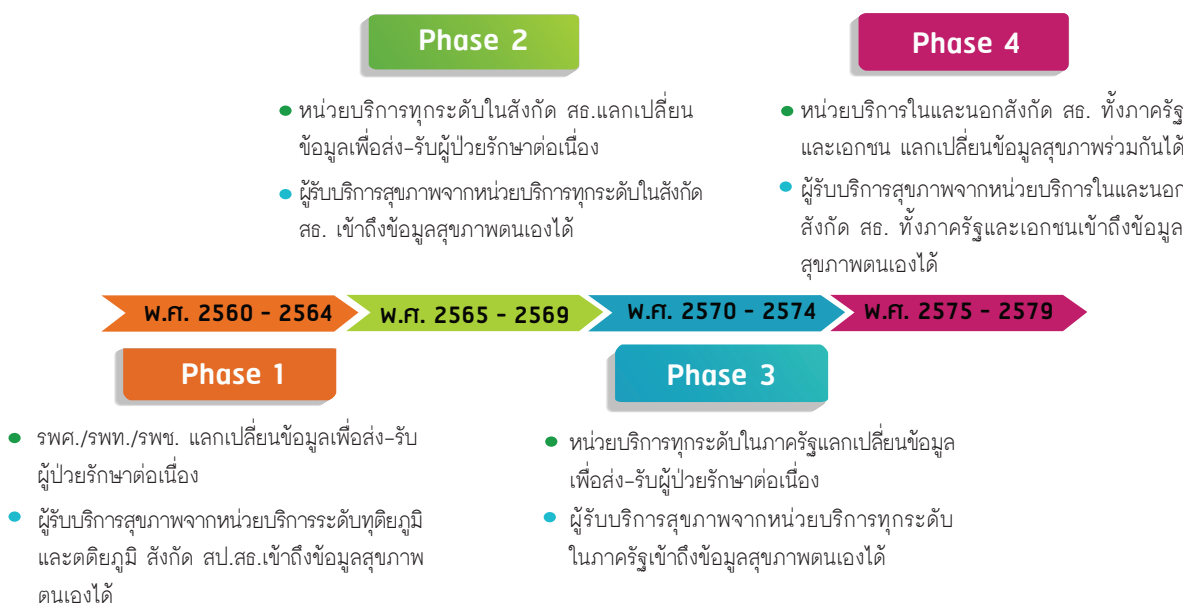 Phase 2
Phase 4
● หน่วยบริการทุกระดับในสังกัด สธ.แลกเปลี่ยน
ข้อมูลเพื่อส่ง-รับผู้ป่วยรักษาต่อเนื่อง
● ผู้รับบริการสุขภาพจากหน่วยบริการทุกระดับในสังกัด
สธ. เข้าถึงข้อมูลสุขภาพตนเองได้
● หน่วยบริการในและนอกสังกัด สธ. ทั้งภาครัฐ
และเอกชน แลกเปลี่ยนข้อมูลสุขภาพร่วมกันได้
● ผู้รับบริการสุขภาพจากหน่วยบริการในและนอก
สังกัด สธ. ทั้งภาครัฐและเอกชนเข้าถึงข้อมูล
สุขภาพตนเองได้
พ.ศ. 2560 - 2564
พ.ศ. 2565 - 2569
พ.ศ. 2570 - 2574
พ.ศ. 2575 - 2579
Phase 1
Phase 3
● รพศ./รพท./รพช. แลกเปลี่ยนข้อมูลเพื่อส่ง-รับ
ผู้ป่วยรักษาต่อเนื่อง
● ผู้รับบริการสุขภาพจากหน่วยบริการระดับทุติยภูมิ
และตติยภูมิ สังกัด สป.สธ.เข้าถึงข้อมูลสุขภาพ
ตนเองได้
● หน่วยบริการทุกระดับในภาครัฐแลกเปลี่ยนข้อมูล
เพื่อส่ง-รับผู้ป่วยรักษาต่อเนื่อง
● ผู้รับบริการสุขภาพจากหน่วยบริการทุกระดับ
ในภาครัฐเข้าถึงข้อมูลสุขภาพตนเองได้